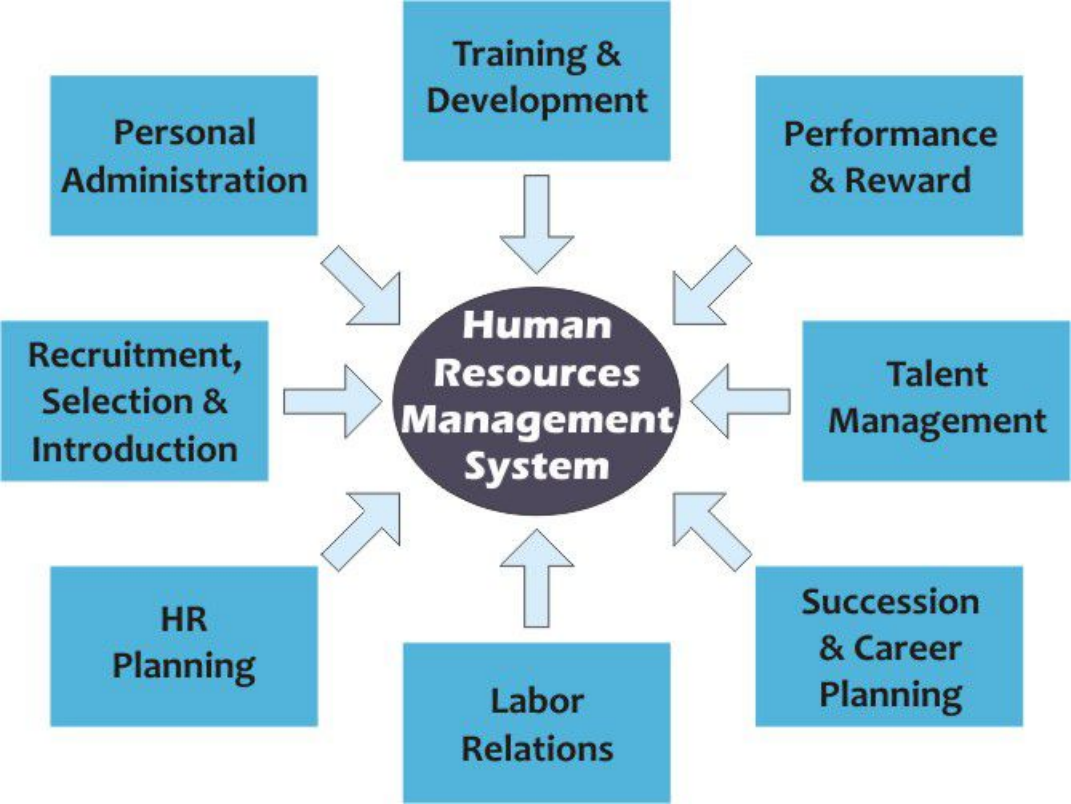 Training &
Development
Personal
Administration
Performance
& Reward
Human
Resources
Management
System
Recruitment,
Selection &
Introduction
Talent
Management
HR
Planning
Labor
Relations
Succession
& Career
Planning